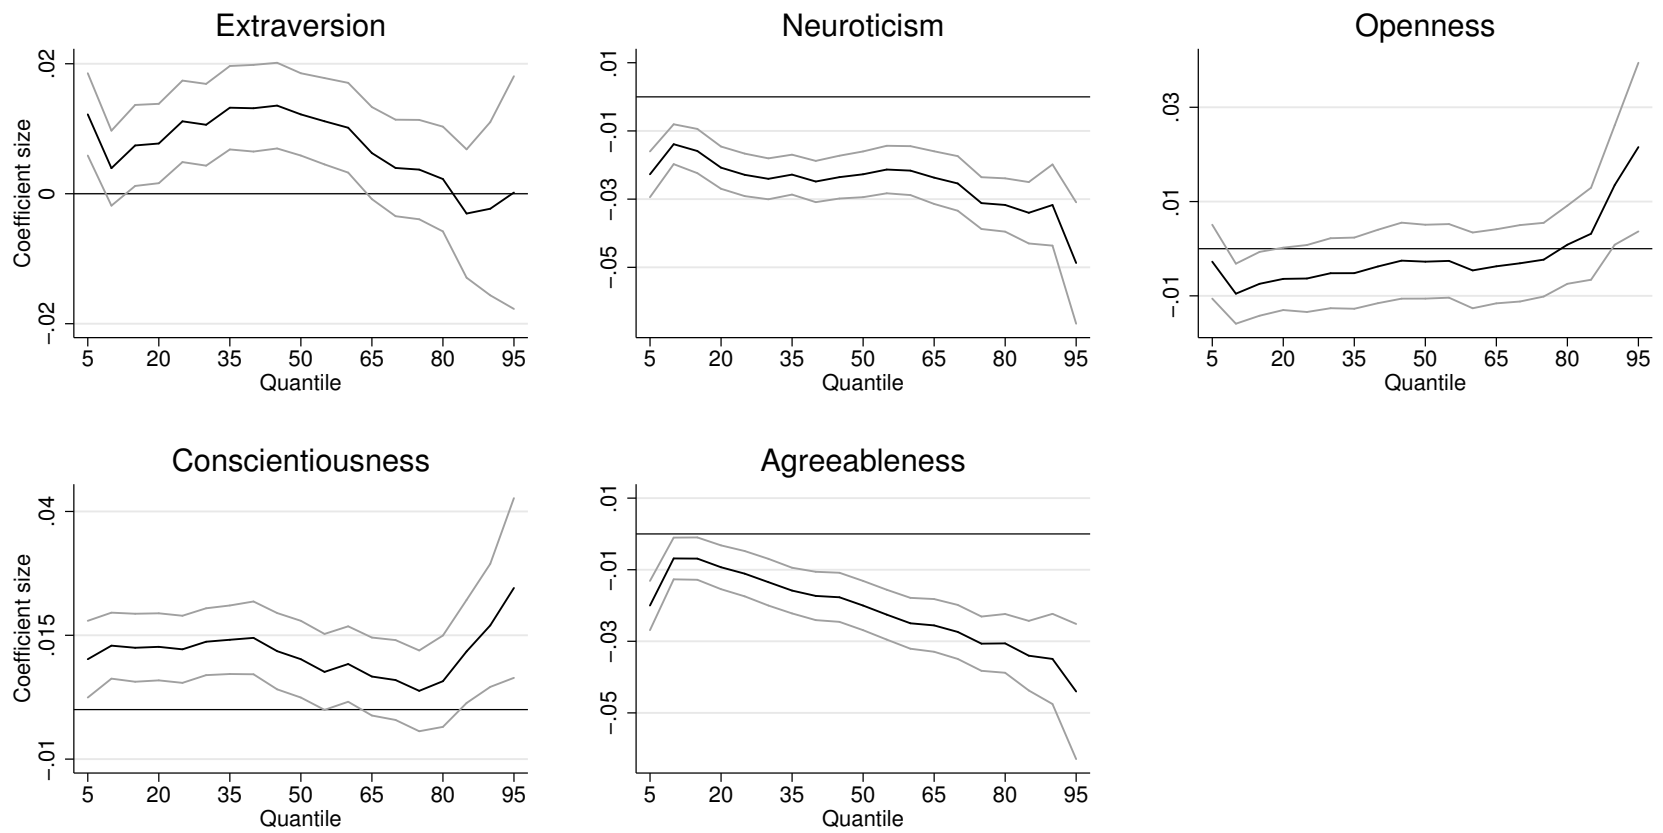 Extraversion
Coefficient size
.02
0
−.02
5 20 35 50 65 80 95
Quantile
Neuroticism
.01
−.01
−.03
−.05
5 20 35 50 65 80 95
Quantile
Openness
.03
.01
−.01
5 20 35 50 65 80 95
Quantile
Conscientiousness
Coefficient size
.04
.015
−.01
5 20 35 50 65 80 95
Quantile
Agreeableness
.01
−.01
−.03
−.05
5 20 35 50 65 80 95
Quantile